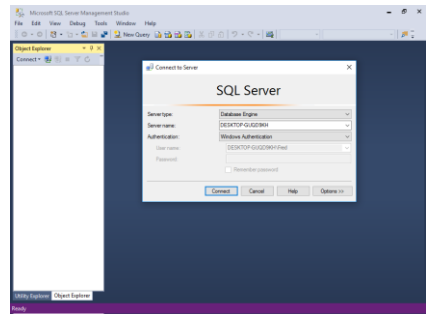 Microsoft SQL Server Management Studio
File Edit View Debug Tools Window Help
New Query
Object Explorer
Connect
Connect to Server
SQL Server
Server type: Database Engine
Server name:
Authentication: Windows Authentication
User name:
Password:
Remember password
Connect Cancel Help Options >>
Utility Explorer Object Explorer
Ready